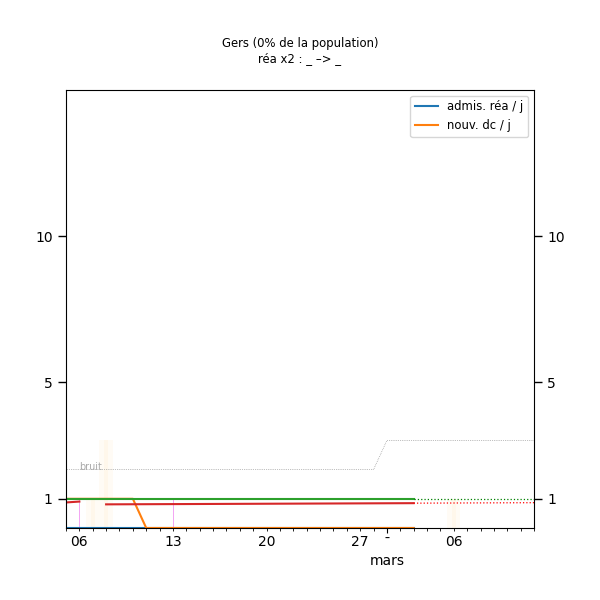 Gers (0% de la population)
réa x2 : _ –> _
admis. réa / j
nouv. dc / j
10 10
5 5
bruit
1 1
06 13 20 27 - 06
mars